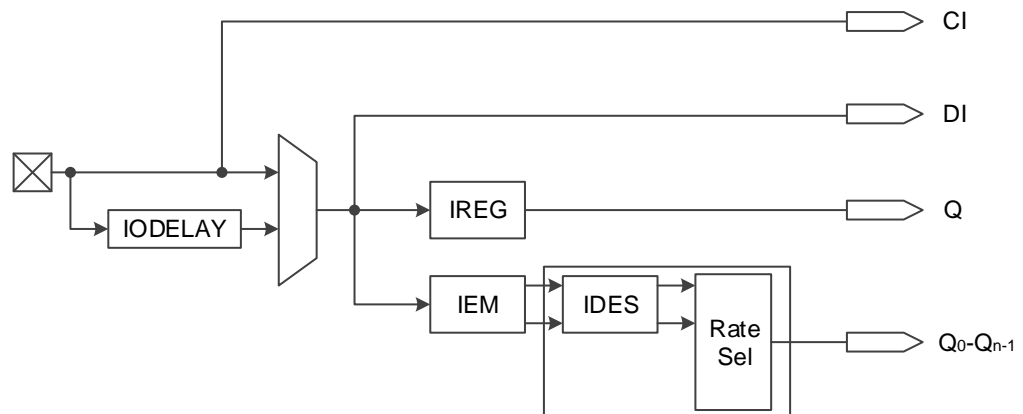 CI
DI
IREG
Q
IODELAY
IEM
IDES
Rate
Sel
Q0-Qn-1